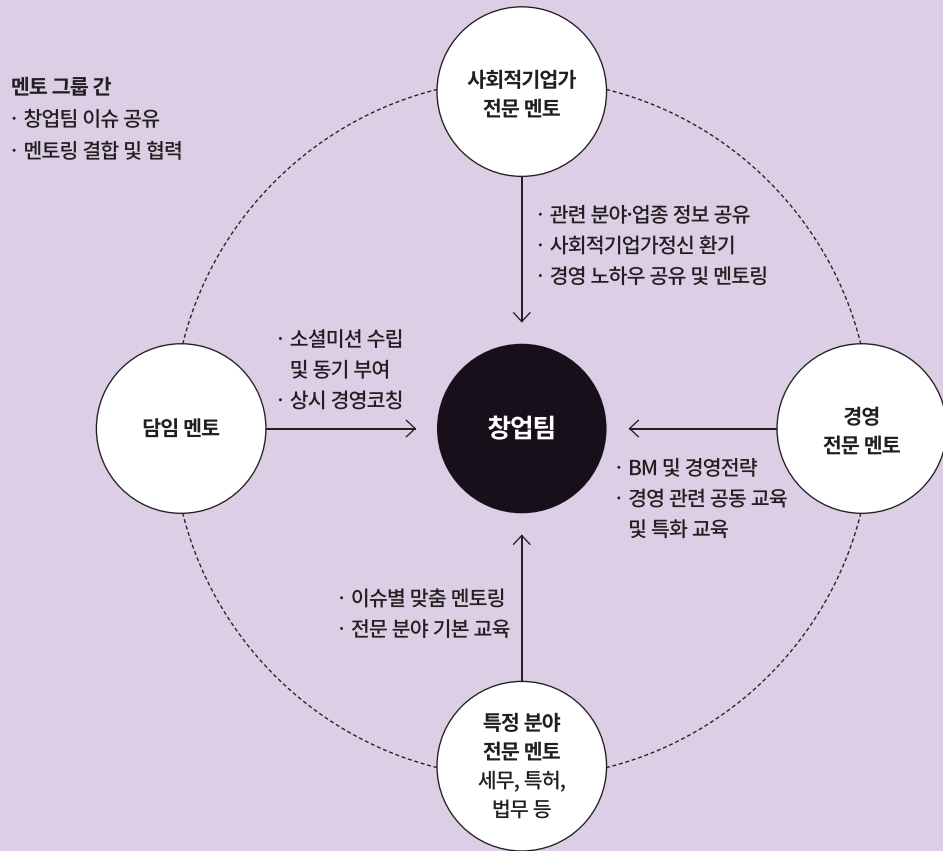 멘토 그룹 간
· 창업팀 이슈 공유
· 멘토링 결합 및 협력
사회적기업가
전문 멘토
· 관련 분야·업종 정보 공유
· 사회적기업가정신 환기
· 경영 노하우 공유 및 멘토링
· 소셜미션 수립
및 동기 부여
· 상시 경영코칭
담임 멘토
창업팀
경영
전문 멘토
· BM 및 경영전략
· 경영 관련 공동 교육
및 특화 교육
· 이슈별 맞춤 멘토링
· 전문 분야 기본 교육
특정 분야
전문 멘토
세무, 특허,
법무 등